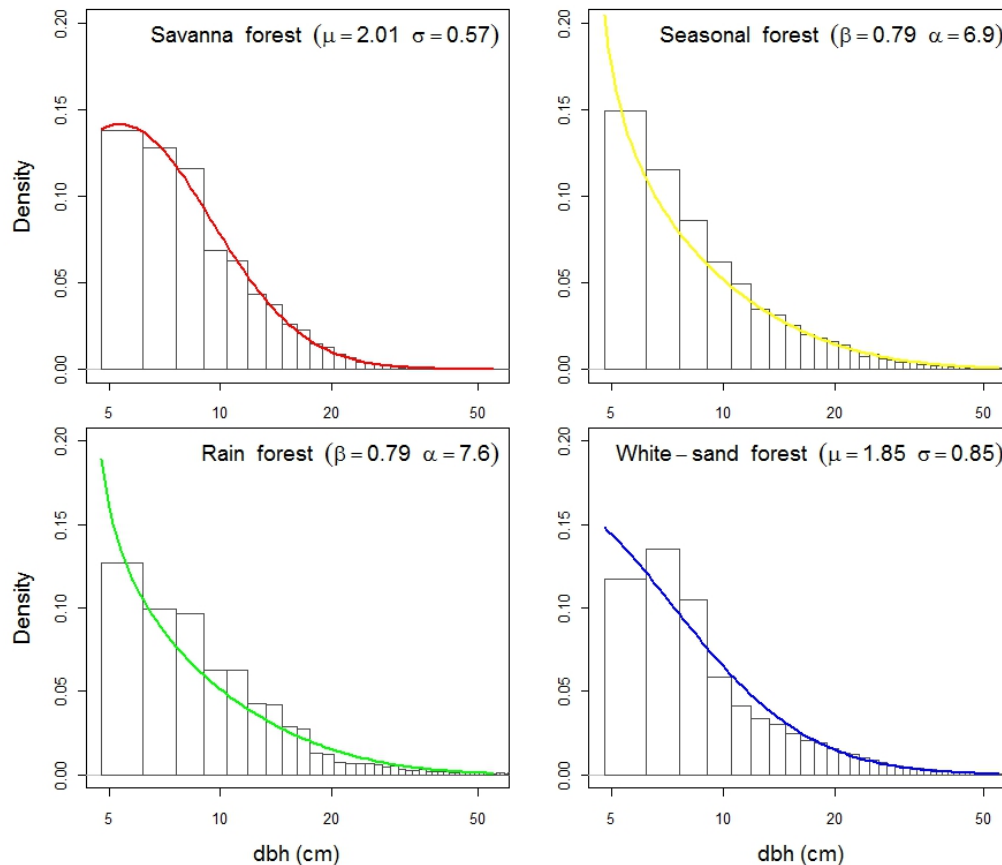 Savanna forest (μ = 2.01 σ = 0.57)
Density
0.20
0.15
0.10
0.05
0.00
5 10 20 50
Seasonal forest (β = 0.79 α = 6.9)
0.20
0.15
0.10
0.05
0.00
5 10 20 50
Rain forest (β = 0.79 α = 7.6)
Density
0.20
0.15
0.10
0.05
0.00
5 10 20 50
dbh (cm)
White – sand forest (μ = 1.85 σ = 0.85)
0.20
0.15
0.10
0.05
0.00
5 10 20 50
dbh (cm)